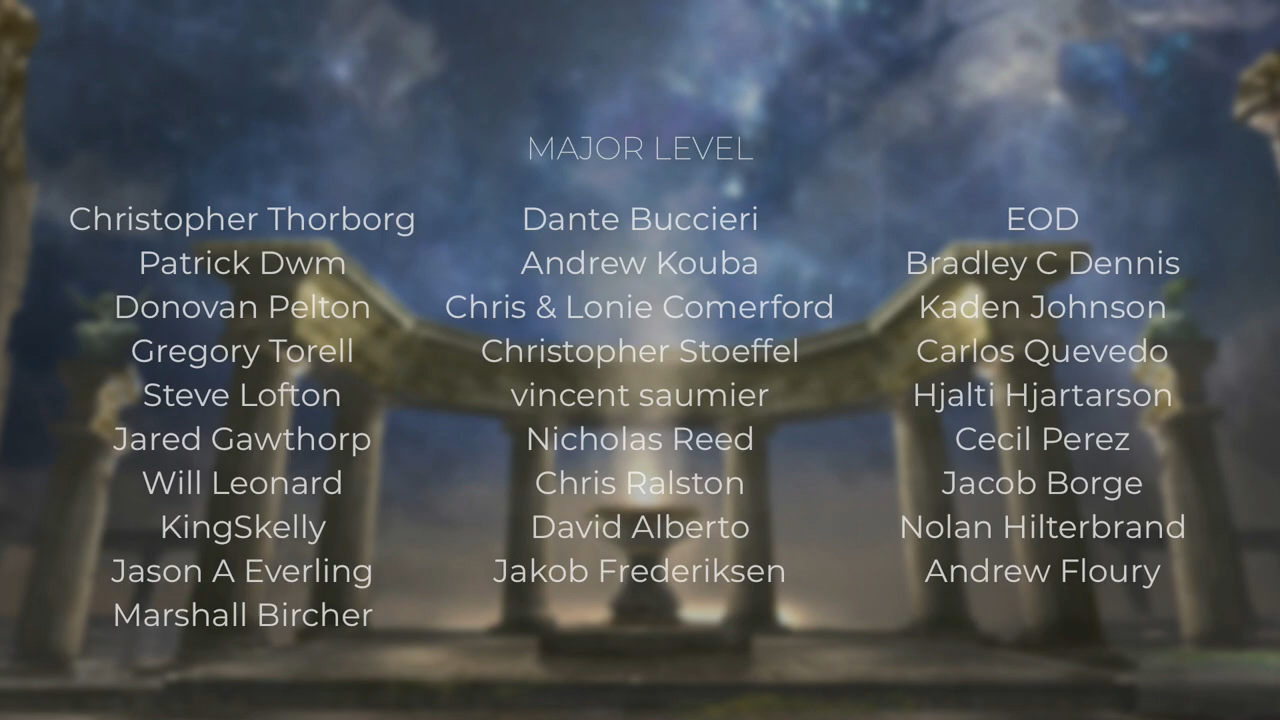 MAJOR LEVEL
Christopher Thorborg
Patrick Dwm
Donovan Pelton
Gregory Torell
Steve Lofton
Jared Gawthorp
Will Leonard
KingSkelly
Jason A Everling
Marshall Bircher
Dante Buccieri
Andrew Kouba
Chris & Lonie Comerford
Christopher Stoeffel
vincent saumier
Nicholas Reed
Chris Ralston
David Alberto
Jakob Frederiksen
EOD
Bradley C Dennis
Kaden Johnson
Carlos Quevedo
Hjalti Hjartarson
Cecil Perez
Jacob Borge
Nolan Hilterbrand
Andrew Floury